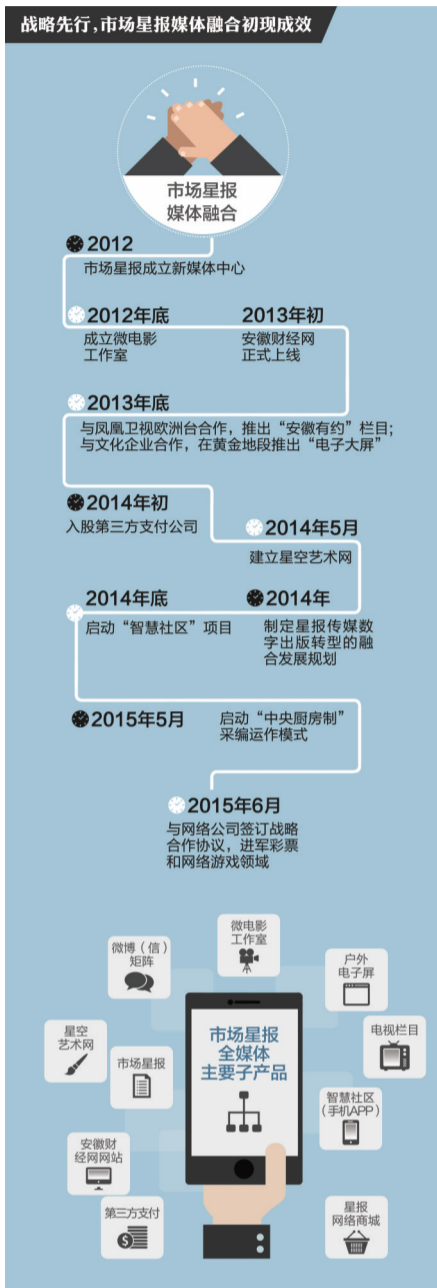 战略先行,市场星报媒体融合初现成效
市场星报
媒体融合
2012
市场星报成立新媒体中心
2012年底
成立微电影
工作室
2013年初
安徽财经网
正式上线
2013年底
与凤凰卫视欧洲台合作，推出“安徽有约”栏目;
与文化企业合作，在黄金地段推出“电子大屏”
2014年初
入股第三方支付公司
2014年5月
建立星空艺术网
2014年底
启动“智慧社区”项目
2014年
制定星报传媒数
字出版转型的融
合发展规划
2015年5月
启动“中央厨房制”
采编运作模式
2015年6月
与网络公司签订战略
合作协议，进军彩票
和网络游戏领域
微电影
工作室
微博（信）
矩阵
户外
电子屏
星空
艺术网
市场星报
市场星报
全媒体
主要子产品
电视栏目
智慧社区
（手机APP）
安徽财
经网网站
第三方支付
星报
网络商城